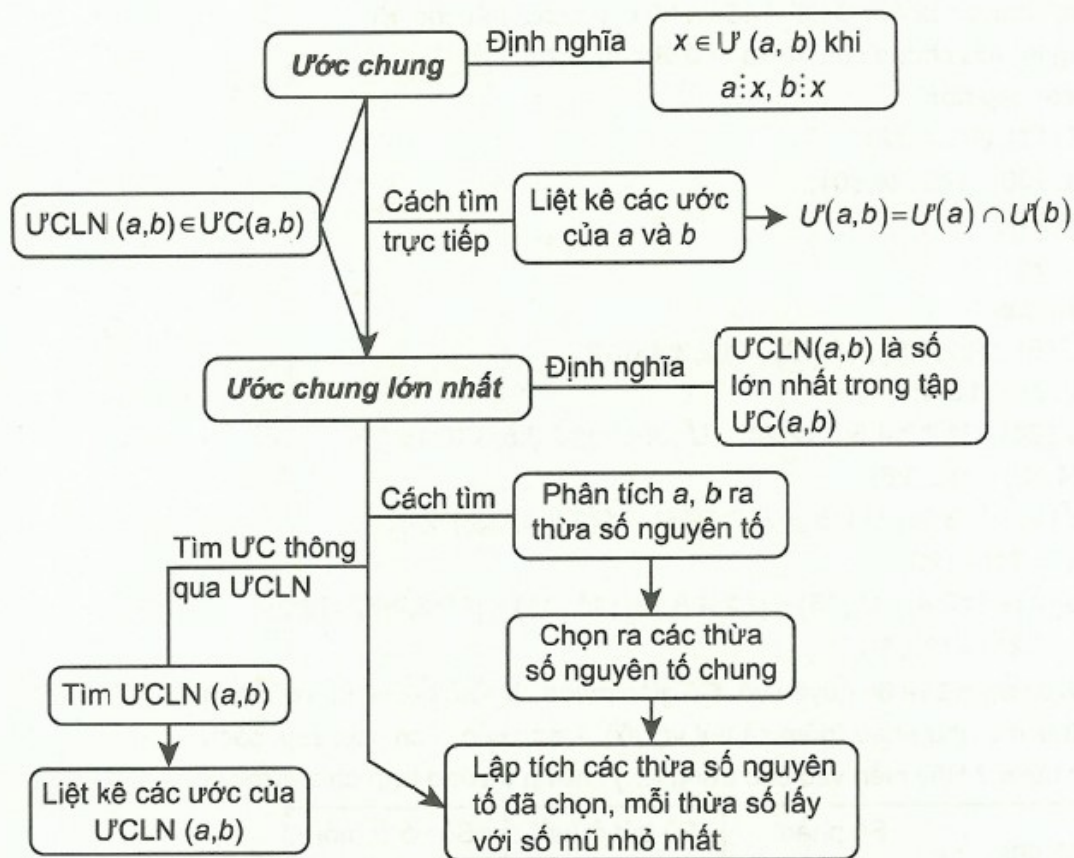 Ước chung
Định nghĩa
x ∈ Ư (a, b) khi
a⋮x, b⋮x
ƯCLN (a,b)∈ƯC(a,b)
Cách tìm
trực tiếp
Liệt kê các ước
của a và b
Ư(a,b)=Ư(a) ∩ Ư(b)
Ước chung lớn nhất
Định nghĩa
ƯCLN(a,b) là số
lớn nhất trong tập
ƯC(a,b)
Cách tìm
Phân tích a, b ra
thừa số nguyên tố
Tìm ƯC thông
qua ƯCLN
Chọn ra các thừa
số nguyên tố chung
Tìm ƯCLN (a,b)
Liệt kê các ước của
ƯCLN (a,b)
Lập tích các thừa số nguyên
tố đã chọn, mỗi thừa số lấy
với số mũ nhỏ nhất